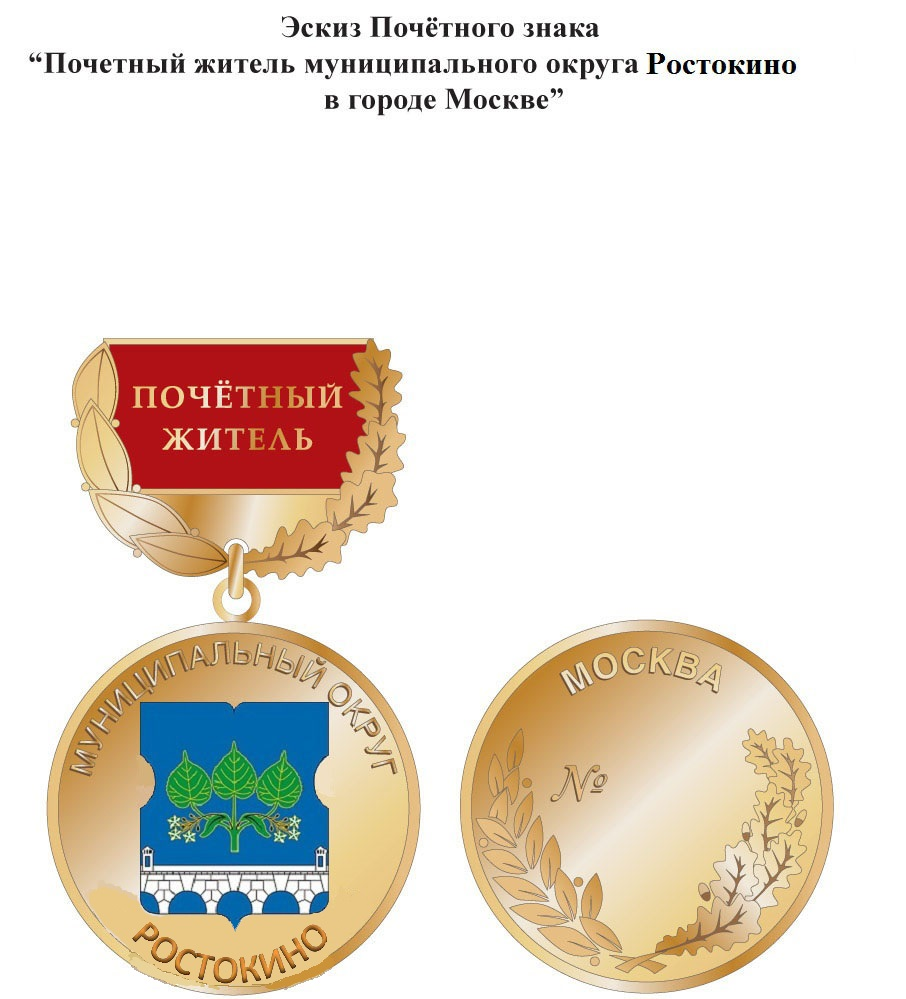 Эскиз Почётного знака
“Почетный житель муниципального округа Ростокино
в городе Москве”
ПОЧЁТНЫЙ
ЖИТЕЛЬ
МУНИЦИПАЛЬНЫЙ ОКРУГ
РОСТОКИНО
МОСКВА
№